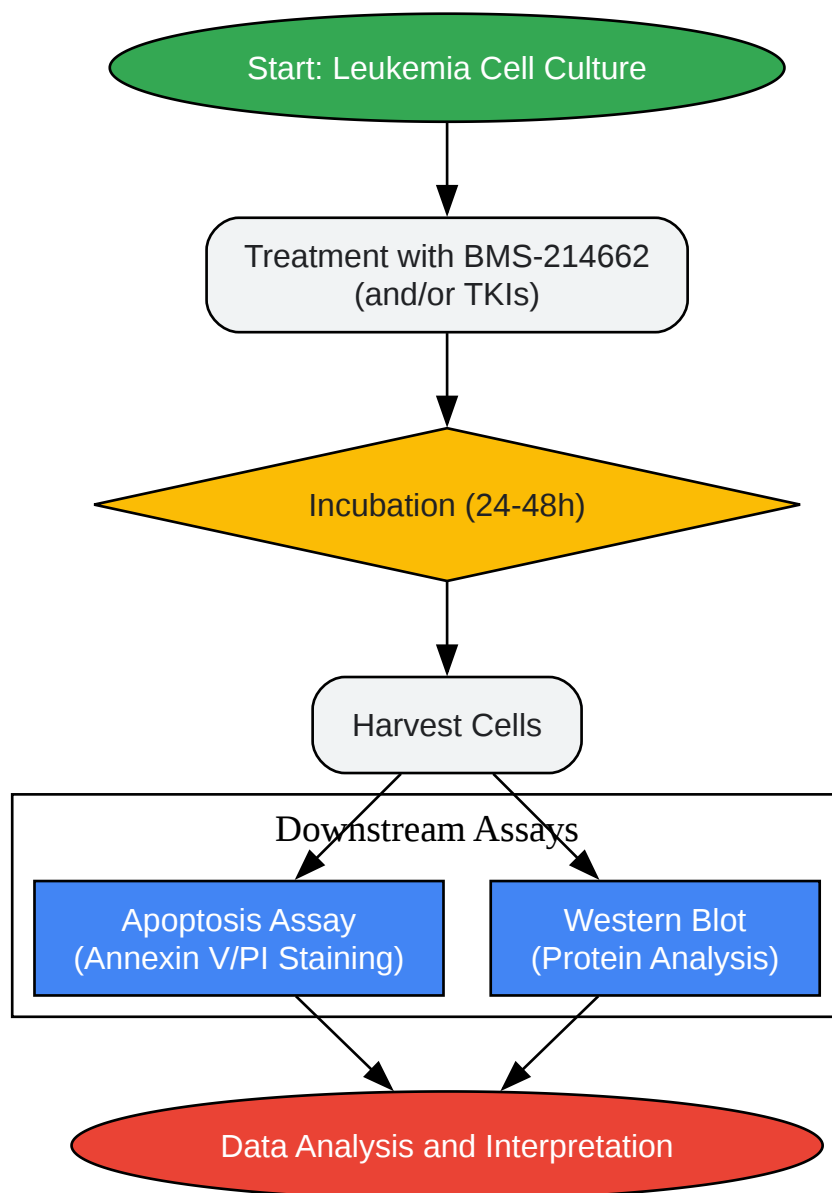 Start: Leukemia Cell Culture
Treatment with BMS-214662
(and/or TKIs)
Incubation (24-48h)
Harvest Cells
Downstream Assays
Apoptosis Assay
(Annexin V/PI Staining)
Western Blot
(Protein Analysis)
Data Analysis and Interpretation